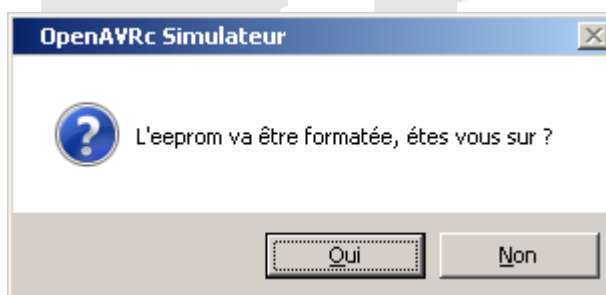 OpenAVRc Simulateur
L'eeprom va être formatée, étes vous sur ?
Oui Non